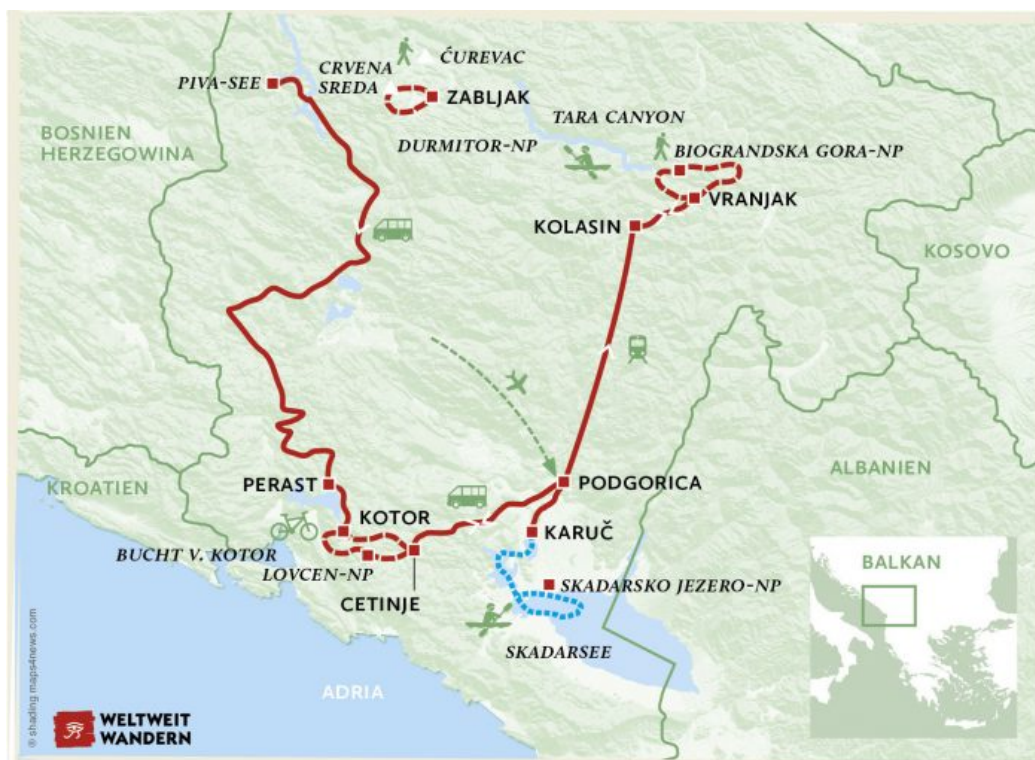 ĆUREVAC
CRVENA
SREDA
PIVA-SEE
ZABLJAK
TARA CANYON
BOSNIEN
HERZEGOWINA
DURMITOR-NP
BIOGRANDSKA GORA-NP
VRANJAK
KOLASIN
KOSOVO
PERAST
PODGORICA
ALBANIEN
KROATIEN
KOTOR
KARUČ
BUCHT V. KOTOR
LOVCEN-NP
BALKAN
SKADARSKO JEZERO-NP
CETINJE
SKADARSEE
ADRIA
WELTWEIT
WANDERN
® shading maps4news.com